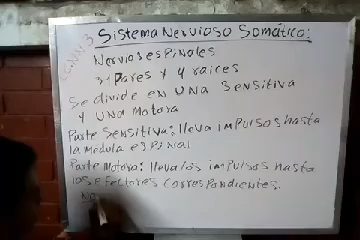 Sistema Nervioso Somático:
Nervios espinales
31 Pares y 4 raices
Se divide en una sensitiva
y una Motora
Parte Sensitiva: lleva impulsos hasta
la Médula espinal
Parte Motora: lleva los impulsos hasta
los efectores correspondientes.